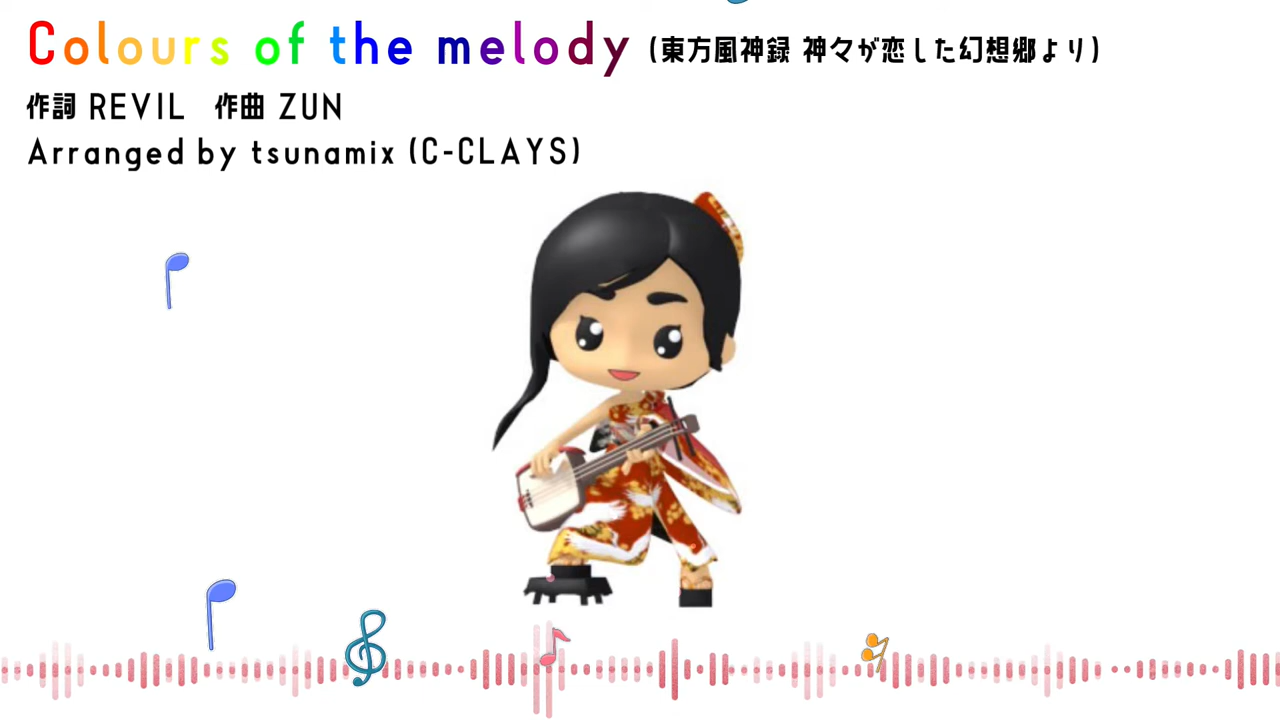 Colours of the melody (東方風神録 神々が恋した幻想郷より)
作詞 REVIL 作曲 ZUN
Arranged by tsunamix (C-CLAYS)